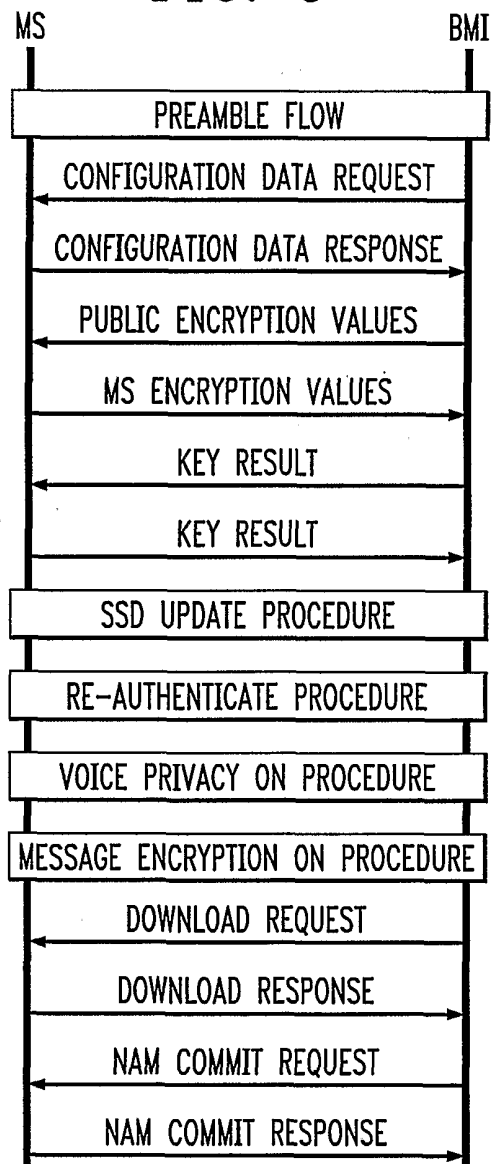 MS BMI
PREAMBLE FLOW
CONFIGURATION DATA REQUEST
CONFIGURATION DATA RESPONSE
PUBLIC ENCRYPTION VALUES
MS ENCRYPTION VALUES
KEY RESULT
KEY RESULT
SSD UPDATE PROCEDURE
RE-AUTHENTICATE PROCEDURE
VOICE PRIVACY ON PROCEDURE
MESSAGE ENCRYPTION ON PROCEDURE
DOWNLOAD REQUEST
DOWNLOAD RESPONSE
NAM COMMIT REQUEST
NAM COMMIT RESPONSE